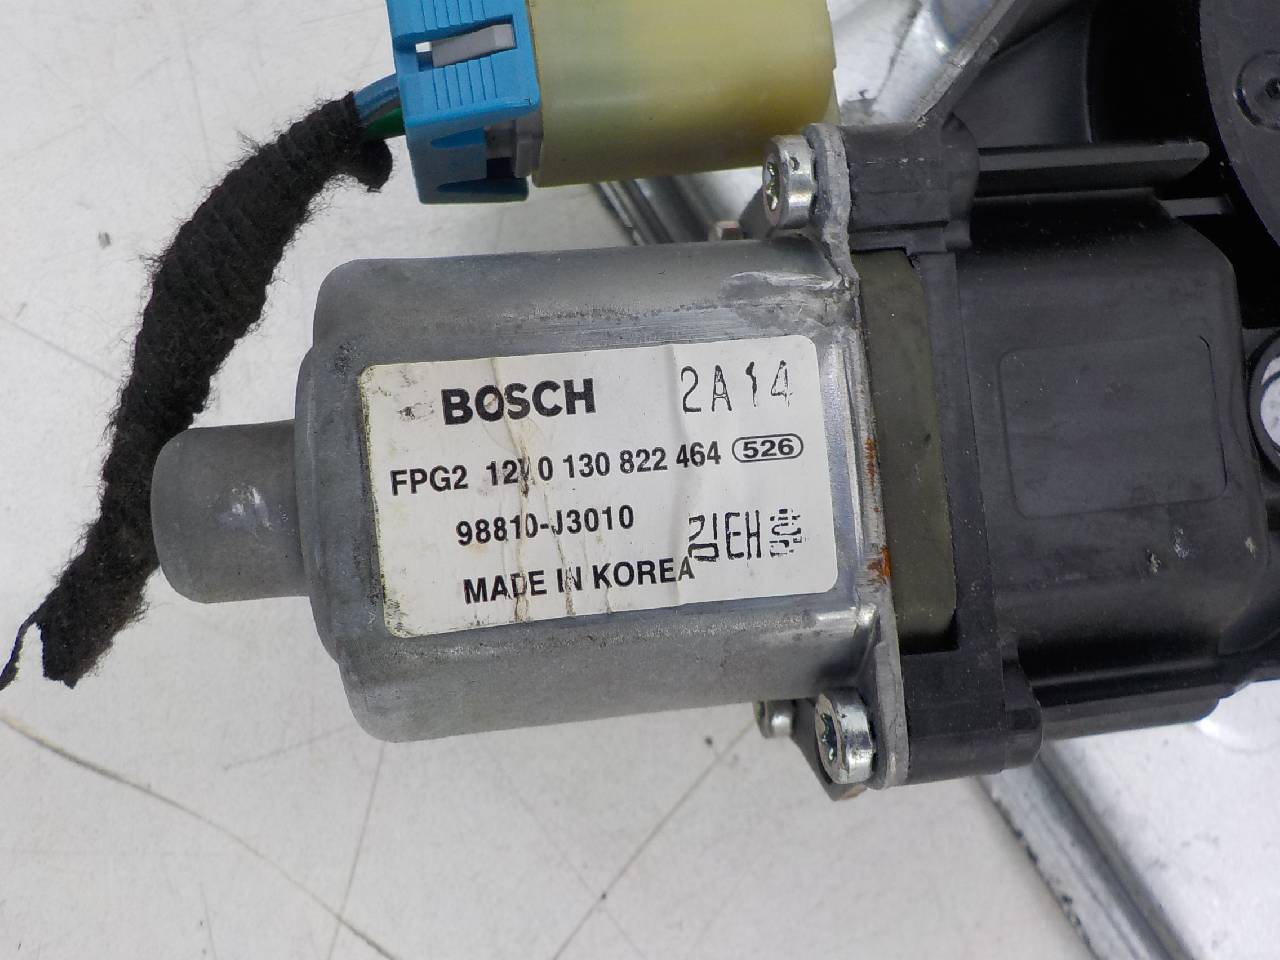 BOSCH 2A14
FPG2 12V 0 130 822 464 526
98810-J3010
MADE IN KOREA